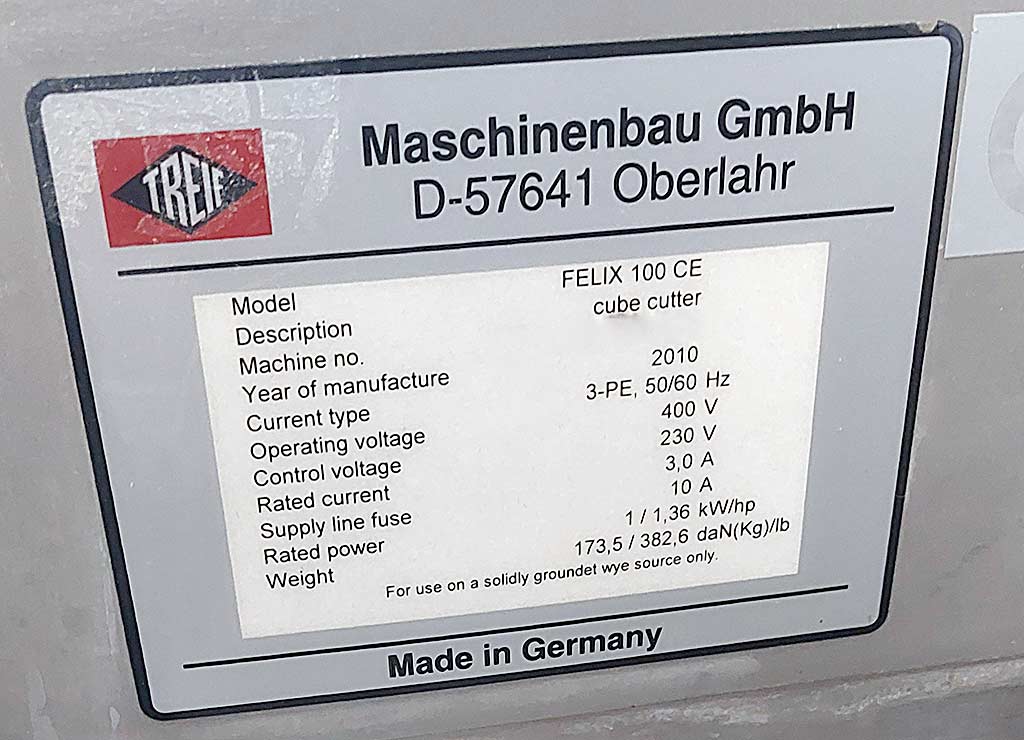 TREIF
Maschinenbau GmbH
D-57641 Oberlahr
Model FELIX 100 CE
Description cube cutter
Machine no.
Year of manufacture 2010
Current type 3-PE, 50/60 Hz
Operating voltage 400 V
Control voltage 230 V
Rated current 3,0 A
Supply line fuse 10 A
Rated power 1 / 1,36 kW/hp
Weight 173,5 / 382,6 daN(Kg)/lb
For use on a solidly groundet wye source only.
Made in Germany